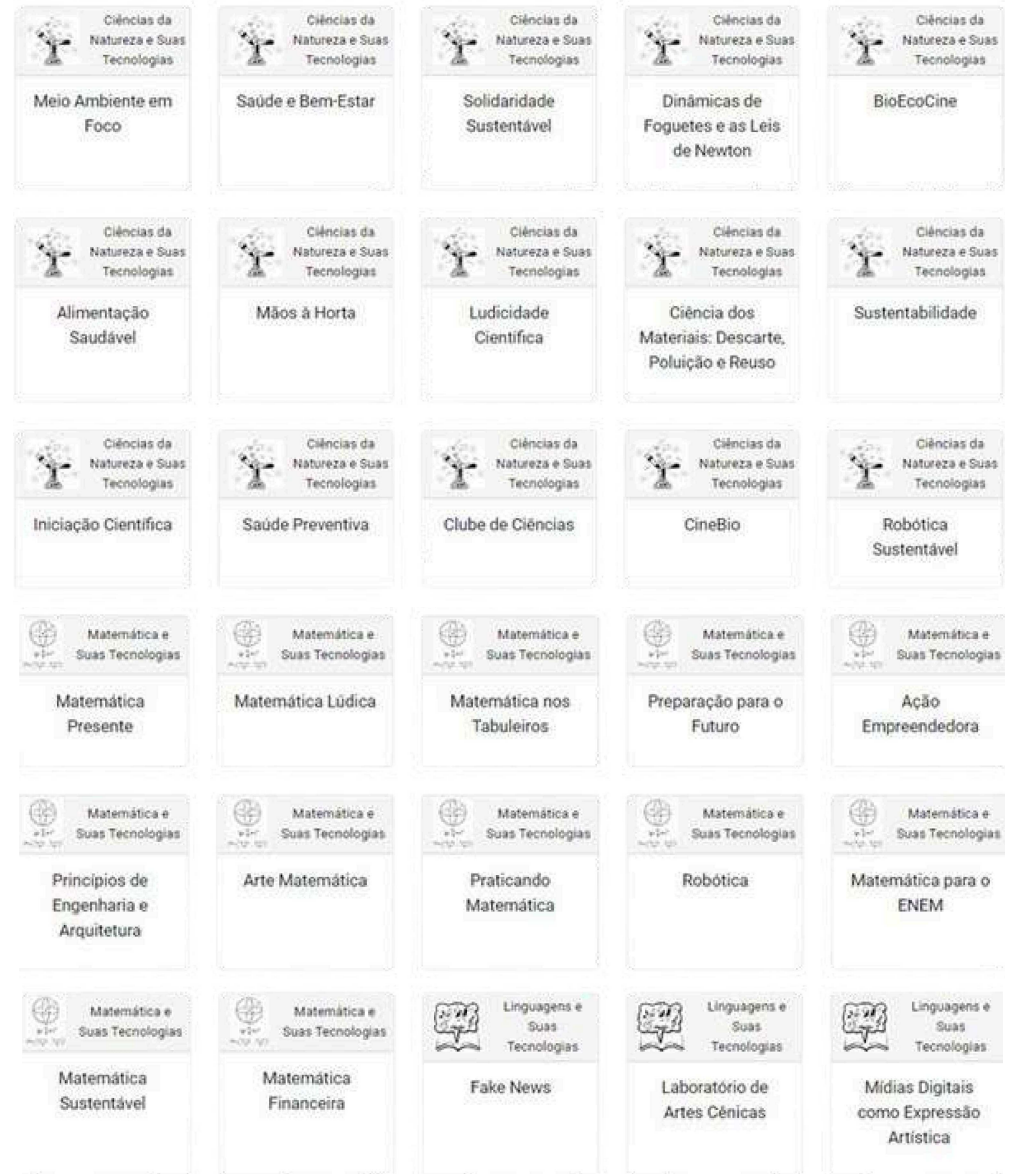 Ciências da
Natureza e Suas
Tecnologias
Meio Ambiente em
Foco
Ciências da
Natureza e Suas
Tecnologias
Saúde e Bem-Estar
Ciências da
Natureza e Suas
Tecnologias
Solidaridade
Sustentável
Ciências da
Natureza e Suas
Tecnologias
Dinâmicas de
Foguetes e as Leis
de Newton
Ciências da
Natureza e Suas
Tecnologias
BioEcoCine
Ciências da
Natureza e Suas
Tecnologias
Alimentação
Saudável
Ciências da
Natureza e Suas
Tecnologias
Mãos à Horta
Ciências da
Natureza e Suas
Tecnologias
Ludicidade
Científica
Ciências da
Natureza e Suas
Tecnologias
Ciência dos
Materiais: Descarte,
Poluição e Reuso
Ciências da
Natureza e Suas
Tecnologias
Sustentabilidade
Ciências da
Natureza e Suas
Tecnologias
Iniciação Científica
Ciências da
Natureza e Suas
Tecnologias
Saúde Preventiva
Ciências da
Natureza e Suas
Tecnologias
Clube de Ciências
Ciências da
Natureza e Suas
Tecnologias
CineBio
Ciências da
Natureza e Suas
Tecnologias
Robótica
Sustentável
Matemática e
Suas Tecnologias
Matemática
Presente
Matemática e
Suas Tecnologias
Matemática Lúdica
Matemática e
Suas Tecnologias
Matemática nos
Tabuleiros
Matemática e
Suas Tecnologias
Preparação para o
Futuro
Matemática e
Suas Tecnologias
Ação
Empreendedora
Matemática e
Suas Tecnologias
Princípios de
Engenharia e
Arquitetura
Matemática e
Suas Tecnologias
Arte Matemática
Matemática e
Suas Tecnologias
Praticando
Matemática
Matemática e
Suas Tecnologias
Robótica
Matemática e
Suas Tecnologias
Matemática para o
ENEM
Matemática e
Suas Tecnologias
Matemática
Sustentável
Matemática e
Suas Tecnologias
Matemática
Financeira
Linguagens e
Suas
Tecnologias
Fake News
Linguagens e
Suas
Tecnologias
Laboratório de
Artes Cênicas
Linguagens e
Suas
Tecnologias
Mídias Digitais
como Expressão
Artística